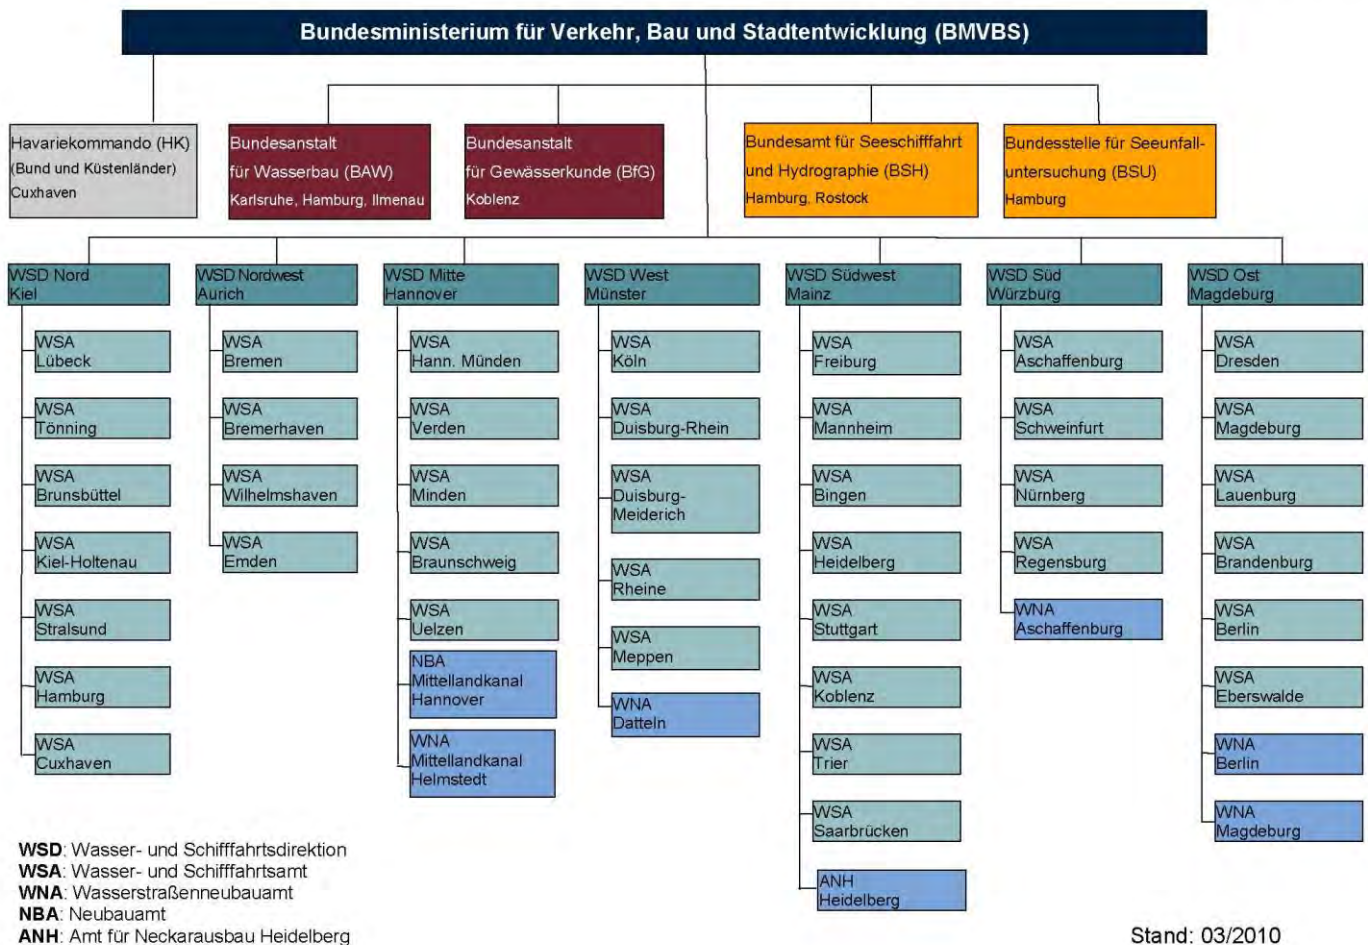 Bundesministerium für Verkehr, Bau und Stadtentwicklung (BMVBS)
Havariekommando (HK)
(Bund und Küstenländer)
Cuxhaven
Bundesanstalt
für Wasserbau (BAW)
Karlsruhe, Hamburg, Ilmenau
Bundesanstalt
für Gewässerkunde (BfG)
Koblenz
Bundesamt für Seeschifffahrt
und Hydrographie (BSH)
Hamburg, Rostock
Bundesstelle für Seeunfall-
untersuchung (BSU)
Hamburg
WSD Nord
Kiel
WSA
Lübeck
WSA
Tönning
WSA
Brunsbüttel
WSA
Kiel-Holtenau
WSA
Stralsund
WSA
Hamburg
WSA
Cuxhaven
WSD Nordwest
Aurich
WSA
Bremen
WSA
Bremerhaven
WSA
Wilhelmshaven
WSA
Emden
WSD Mitte
Hannover
WSA
Hann. Münden
WSA
Verden
WSA
Minden
WSA
Braunschweig
WSA
Uelzen
NBA
Mittellandkanal
Hannover
WNA
Mittellandkanal
Helmstedt
WSD West
Münster
WSA
Köln
WSA
Duisburg-Rhein
WSA
Duisburg-
Meiderich
WSA
Rheine
WSA
Meppen
WNA
Datteln
WSD Südwest
Mainz
WSA
Freiburg
WSA
Mannheim
WSA
Bingen
WSA
Heidelberg
WSA
Stuttgart
WSA
Koblenz
WSA
Trier
WSA
Saarbrücken
ANH
Heidelberg
WSD Süd
Würzburg
WSA
Aschaffenburg
WSA
Schweinfurt
WSA
Nürnberg
WSA
Regensburg
WNA
Aschaffenburg
WSD Ost
Magdeburg
WSA
Dresden
WSA
Magdeburg
WSA
Lauenburg
WSA
Brandenburg
WSA
Berlin
WSA
Eberswalde
WNA
Berlin
WNA
Magdeburg
WSD: Wasser- und Schifffahrtsdirektion
WSA: Wasser- und Schifffahrtsamt
WNA: Wasserstraßenneubauamt
NBA: Neubauamt
ANH: Amt für Neckarausbau Heidelberg
Stand: 03/2010